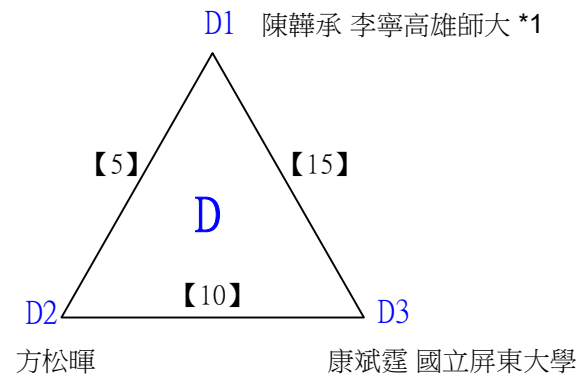 D1 陳韡承 李寧高雄師大 *1
【5】 【15】
D
【10】
D2 D3
方松暉 康斌霆 國立屏東大學